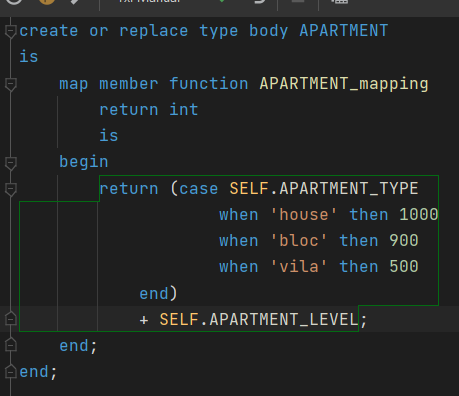 create or replace type body APARTMENT
is
map member function APARTMENT_mapping
return int
is
begin
return (case SELF.APARTMENT_TYPE
when 'house' then 1000
when 'bloc' then 900
when 'vila' then 500
end)
+ SELF.APARTMENT_LEVEL;
end;
end;